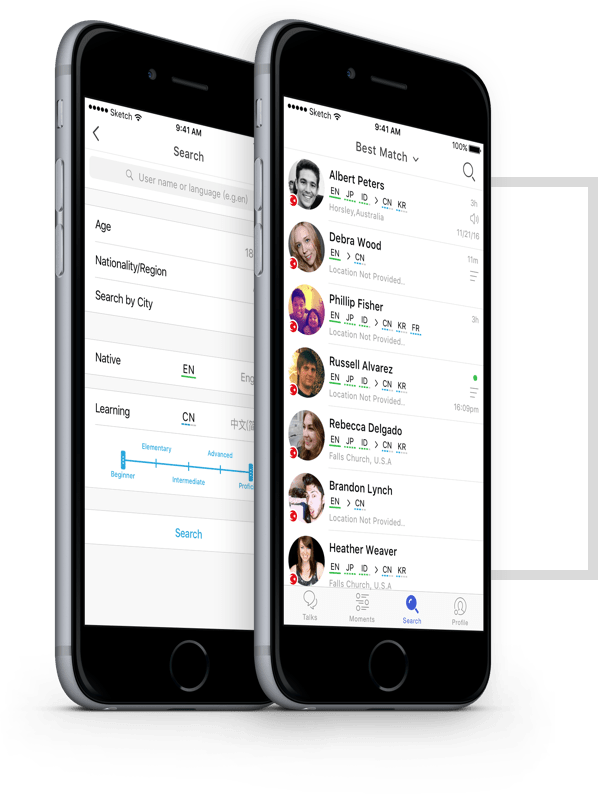 Sketch
9:41 AM
Search
User name or language (e.g.en)
Age
18
Nationality/Region
Search by City
Native
EN
Eng
Learning
CN
中文(简
Elementary
Advanced
Beginner
Intermediate
Profic
Search
Sketch
9:41 AM
100%
Best Match
Albert Peters
3h
EN JP ID > CN KR
Horsley,Australia
11/21/16
Debra Wood
11m
EN > CN
Location Not Provided..
Phillip Fisher
3h
EN JP ID > CN KR FR
Location Not Provided..
Russell Alvarez
EN JP ID > CN KR
Location Not Provided..
16:09pm
Rebecca Delgado
EN JP ID > CN KR
Falls Church, U.S.A
Brandon Lynch
EN > CN
Location Not Provided..
Heather Weaver
EN JP ID > CN KR
Falls Church, U.S.A
Talks
Moments
Search
Profile